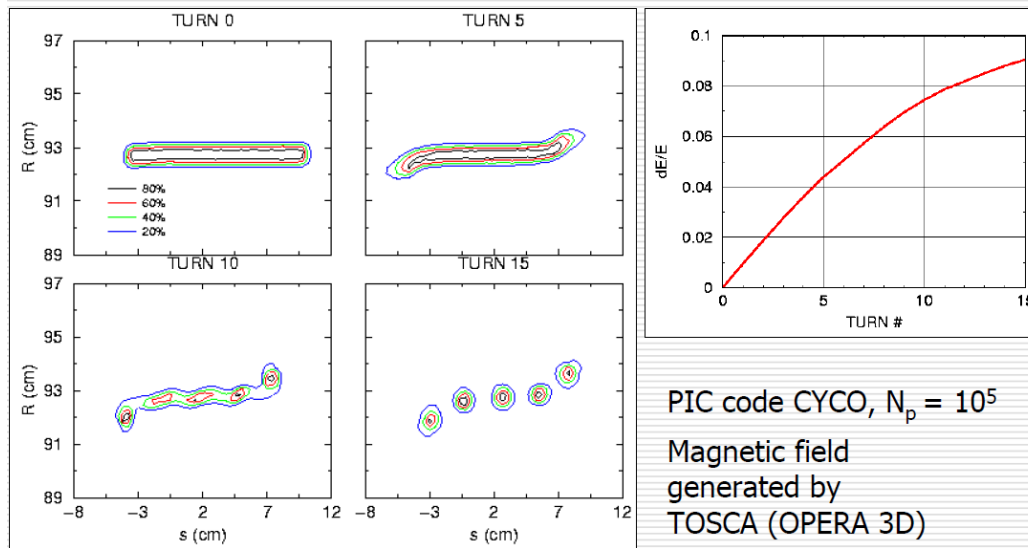 TURN 0
TURN 5
97
95
93
91
89
R (cm)
80%
60%
40%
20%
TURN 10
TURN 15
97
95
93
91
89
R (cm)
−8 −3 2 7 12
−8 −3 2 7 12
s (cm)
s (cm)
0.1
0.08
0.06
0.04
0.02
0
dE/E
0 5 10 15
TURN #
PIC code CYCO, Nₚ = 10⁵
Magnetic field
generated by
TOSCA (OPERA 3D)